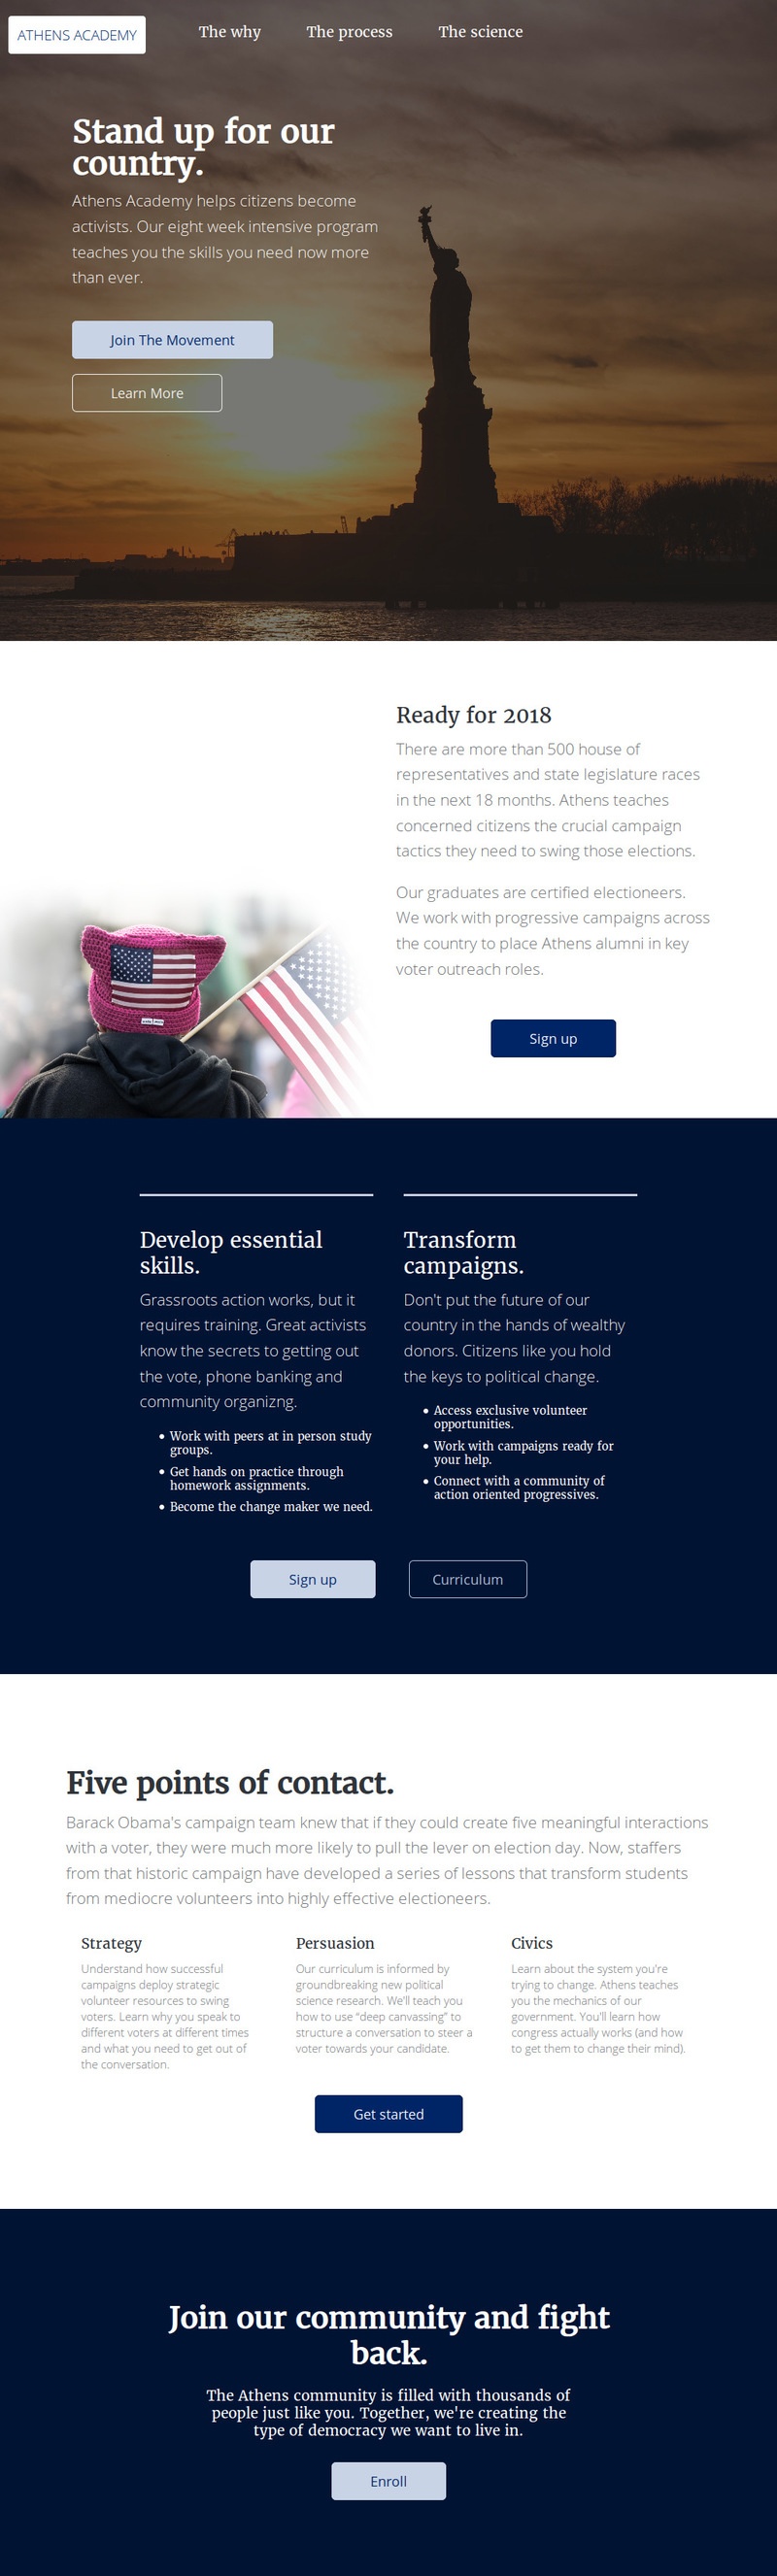 ATHENS ACADEMY
The why
The process
The science
Stand up for our
country.
Athens Academy helps citizens become
activists. Our eight week intensive program
teaches you the skills you need now more
than ever.
Join The Movement
Learn More
Ready for 2018
There are more than 500 house of
representatives and state legislature races
in the next 18 months. Athens teaches
concerned citizens the crucial campaign
tactics they need to swing those elections.
Our graduates are certified electioneers.
We work with progressive campaigns across
the country to place Athens alumni in key
voter outreach roles.
Sign up
Develop essential
skills.
Grassroots action works, but it
requires training. Great activists
know the secrets to getting out
the vote, phone banking and
community organizng.
• Work with peers at in person study
groups.
• Get hands on practice through
homework assignments.
• Become the change maker we need.
Transform
campaigns.
Don't put the future of our
country in the hands of wealthy
donors. Citizens like you hold
the keys to political change.
• Access exclusive volunteer
opportunities.
• Work with campaigns ready for
your help.
• Connect with a community of
action oriented progressives.
Sign up
Curriculum
Five points of contact.
Barack Obama's campaign team knew that if they could create five meaningful interactions
with a voter, they were much more likely to pull the lever on election day. Now, staffers
from that historic campaign have developed a series of lessons that transform students
from mediocre volunteers into highly effective electioneers.
Strategy
Understand how successful
campaigns deploy strategic
volunteer resources to swing
voters. Learn why you speak to
different voters at different times
and what you need to get out of
the conversation.
Persuasion
Our curriculum is informed by
groundbreaking new political
science research. We'll teach you
how to use “deep canvassing” to
structure a conversation to steer a
voter towards your candidate.
Civics
Learn about the system you're
trying to change. Athens teaches
you the mechanics of our
government. You'll learn how
congress actually works (and how
to get them to change their mind).
Get started
Join our community and fight
back.
The Athens community is filled with thousands of
people just like you. Together, we're creating the
type of democracy we want to live in.
Enroll